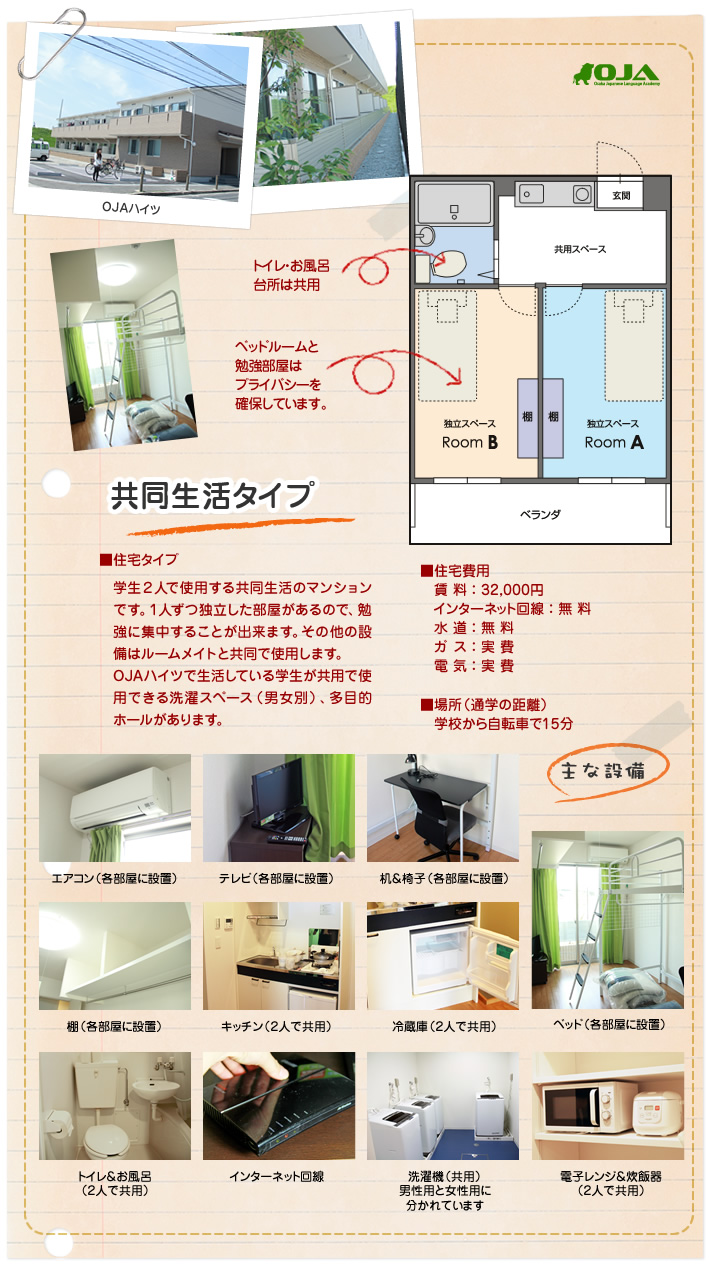 OJA
Osaka Japanese Language Academy
OJAハイツ
玄関
共用スペース
トイレ・お風呂
台所は共用
ベッドルームと
勉強部屋は
プライバシーを
確保しています。
棚
棚
独立スペース
Room B
独立スペース
Room A
ベランダ
共同生活タイプ
■住宅タイプ
学生2人で使用する共同生活のマンション
です。1人ずつ独立した部屋があるので、勉
強に集中することが出来ます。その他の設
備はルームメイトと共同で使用します。
OJAハイツで生活している学生が共用で使
用できる洗濯スペース（男女別）、多目的
ホールがあります。
■住宅費用
賃 料 : 32,000円
インターネット回線 : 無 料
水 道 : 無 料
ガ ス : 実 費
電 気 : 実 費
■場所（通学の距離）
学校から自転車で15分
主な設備
エアコン（各部屋に設置）
テレビ（各部屋に設置）
机&椅子（各部屋に設置）
棚（各部屋に設置）
キッチン（2人で共用）
冷蔵庫（2人で共用）
ベッド（各部屋に設置）
トイレ&お風呂
（2人で共用）
インターネット回線
洗濯機（共用）
男性用と女性用に
分かれています
電子レンジ&炊飯器
（2人で共用）